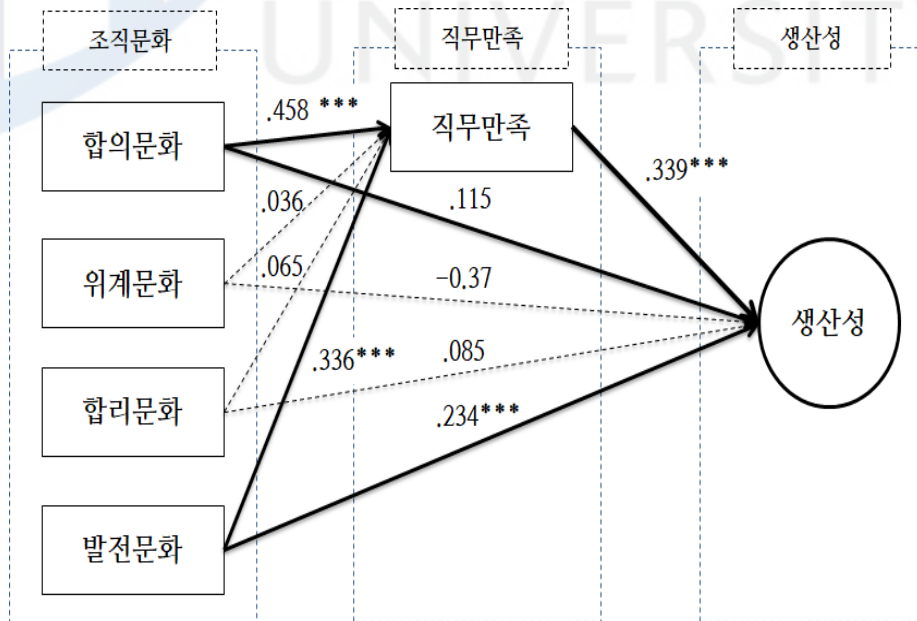 UNIVERSIT
조직문화
직무만족
생산성
합의문화
.458 ***
직무만족
.339***
.036
.115
위계문화
.065
-0.37
생산성
합리문화
.336***
.085
.234***
발전문화